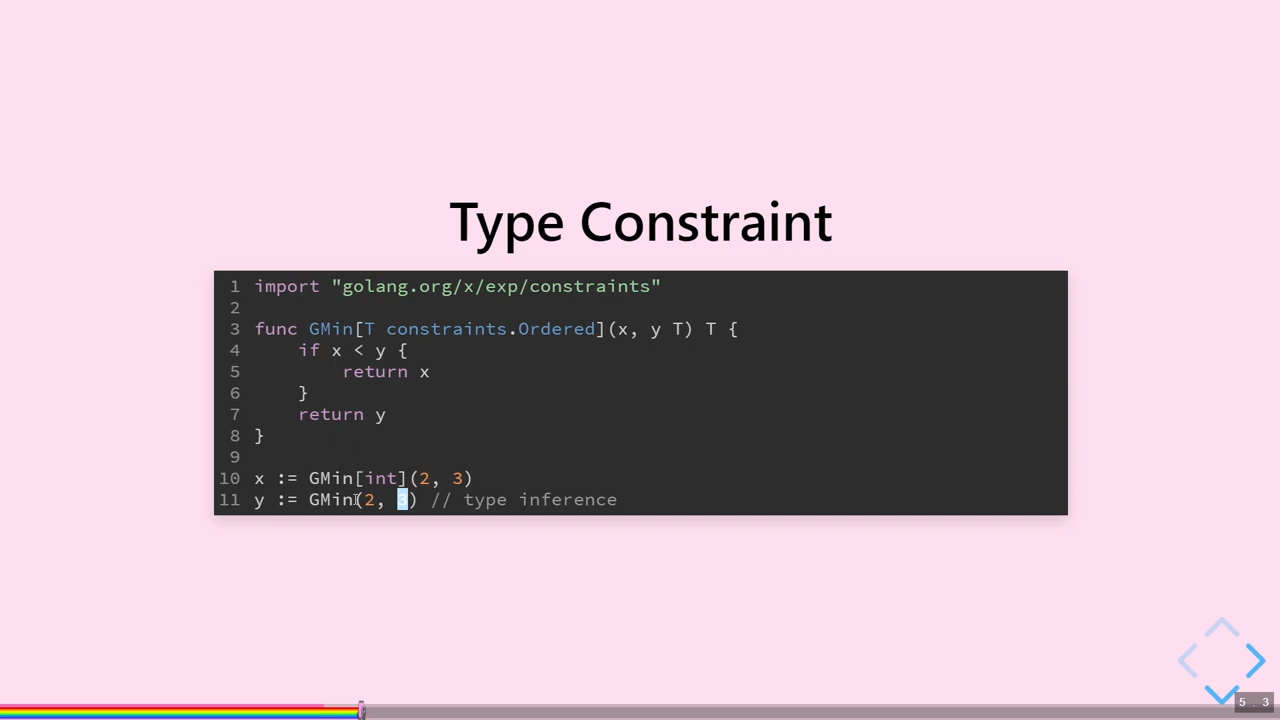 Type Constraint
1 import "golang.org/x/exp/constraints"
2
3 func GMin[T constraints.Ordered](x, y T) T {
4     if x < y {
5         return x
6     }
7     return y
8 }
9
10 x := GMin[int](2, 3)
11 y := GMin(2, 3) // type inference
5 . 3